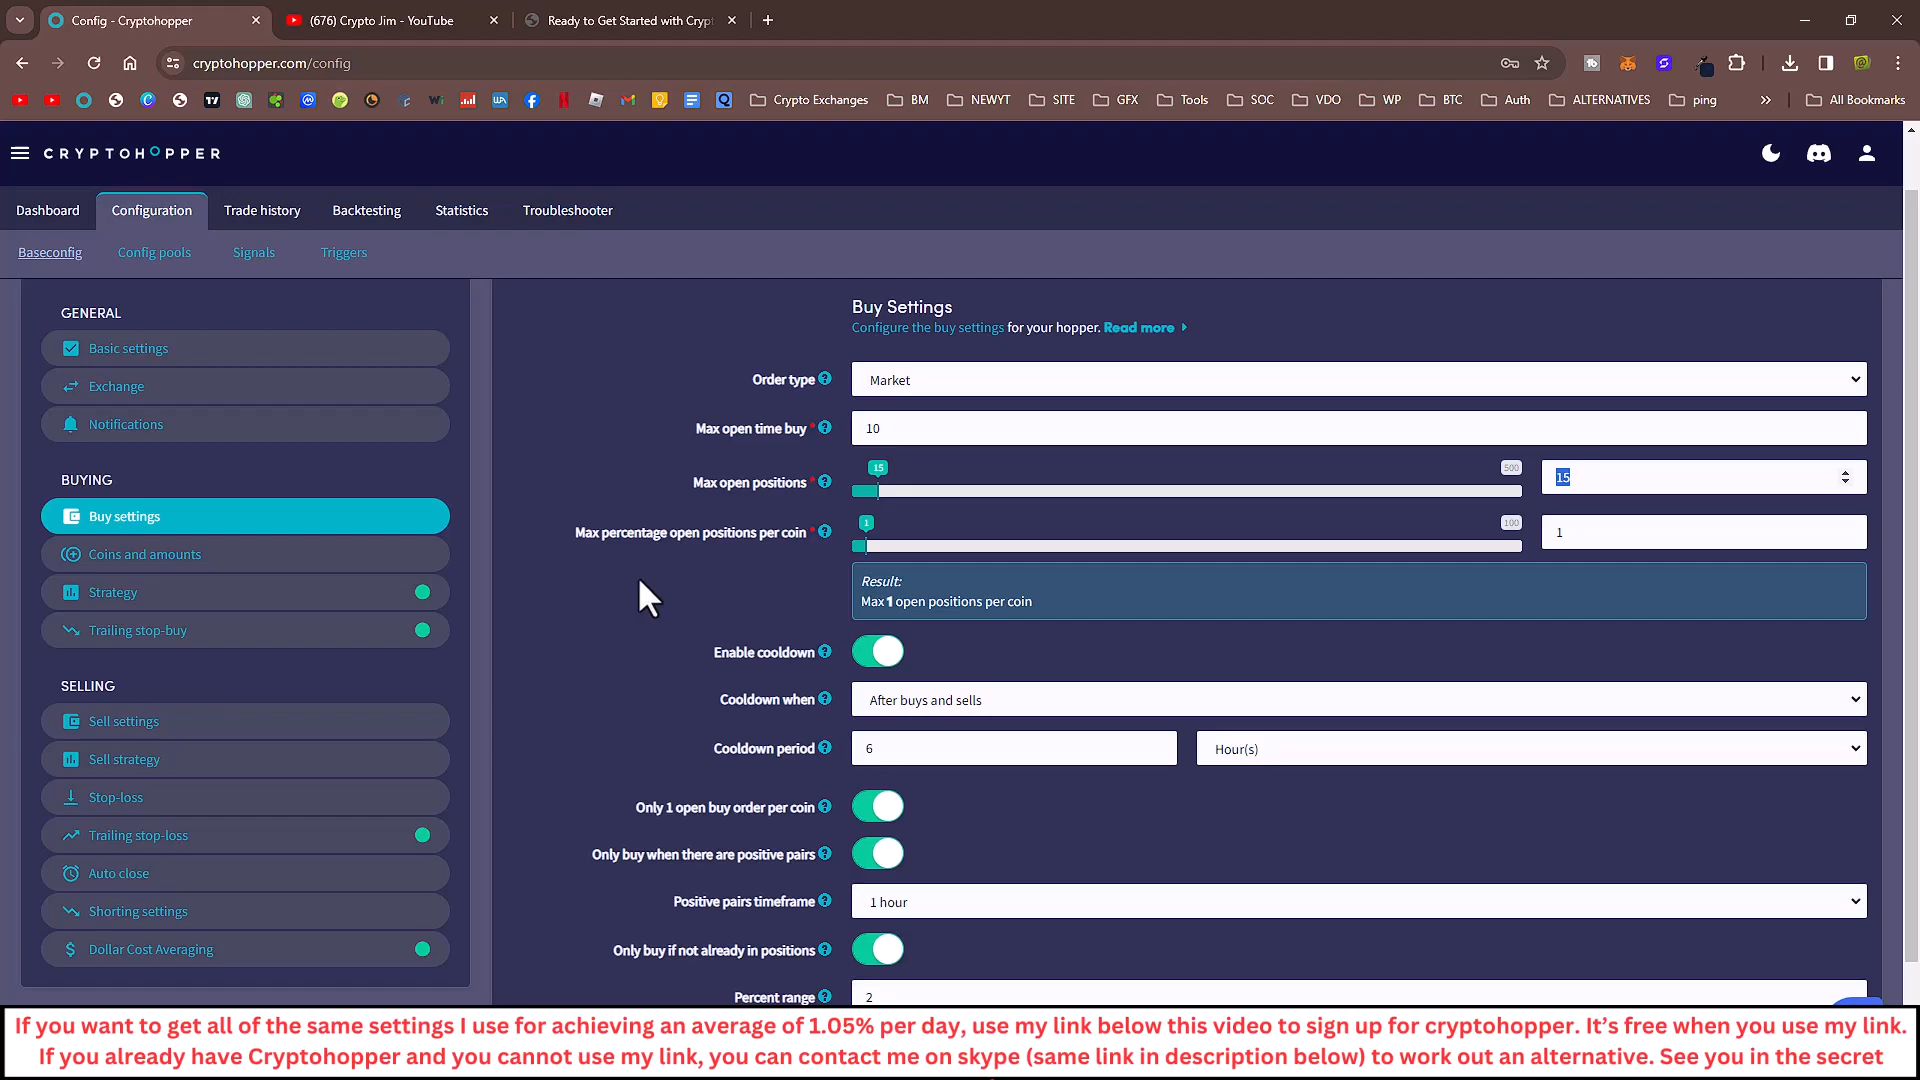 Config - Cryptohopper
(676) Crypto Jim - YouTube
Ready to Get Started with Crypt
cryptohopper.com/config
Crypto Exchanges
BM
NEWYT
SITE
GFX
Tools
SOC
VDO
WP
BTC
Auth
ALTERNATIVES
ping
All Bookmarks
CRYPTOHOPPER
Dashboard
Configuration
Trade history
Backtesting
Statistics
Troubleshooter
Baseconfig
Config pools
Signals
Triggers
GENERAL
Basic settings
Exchange
Notifications
BUYING
Buy settings
Coins and amounts
Strategy
Trailing stop-buy
SELLING
Sell settings
Sell strategy
Stop-loss
Trailing stop-loss
Auto close
Shorting settings
Dollar Cost Averaging
Buy Settings
Configure the buy settings for your hopper. Read more
Order type
Market
Max open time buy *
10
Max open positions *
15
500
15
Max percentage open positions per coin *
1
100
1
Result:
Max 1 open positions per coin
Enable cooldown
Cooldown when
After buys and sells
Cooldown period
6
Hour(s)
Only 1 open buy order per coin
Only buy when there are positive pairs
Positive pairs timeframe
1 hour
Only buy if not already in positions
Percent range
2
If you want to get all of the same settings I use for achieving an average of 1.05% per day, use my link below this video to sign up for cryptohopper. It's free when you use my link.
If you already have Cryptohopper and you cannot use my link, you can contact me on skype (same link in description below) to work out an alternative. See you in the secret